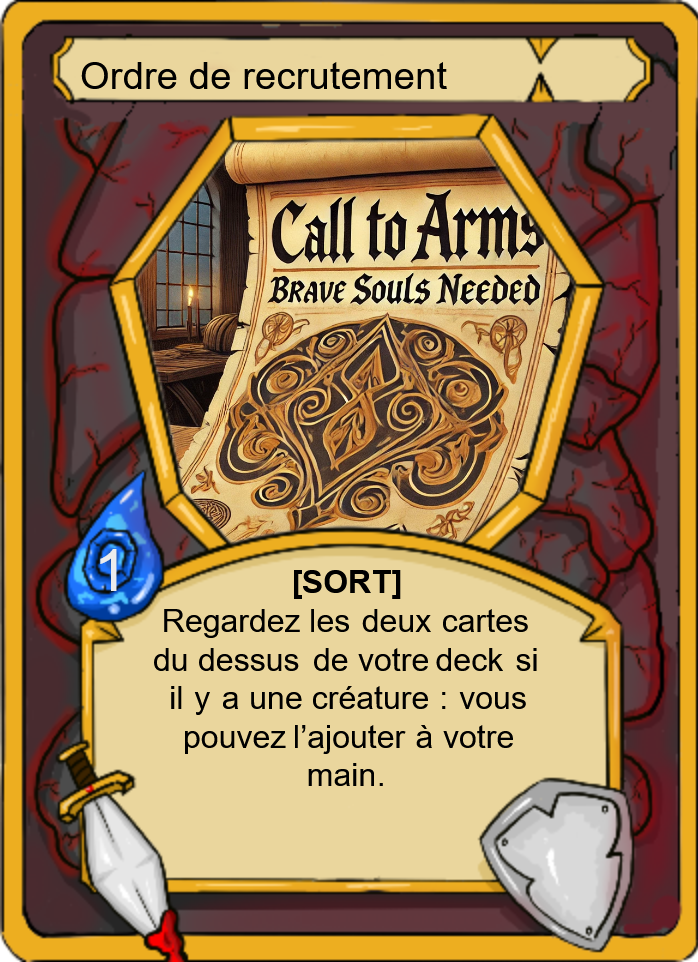 Ordre de recrutement
Call to Arms
Brave Souls Needed
1
[SORT]
Regardez les deux cartes
du dessus de votre deck si
il y a une créature : vous
pouvez l’ajouter à votre
main.